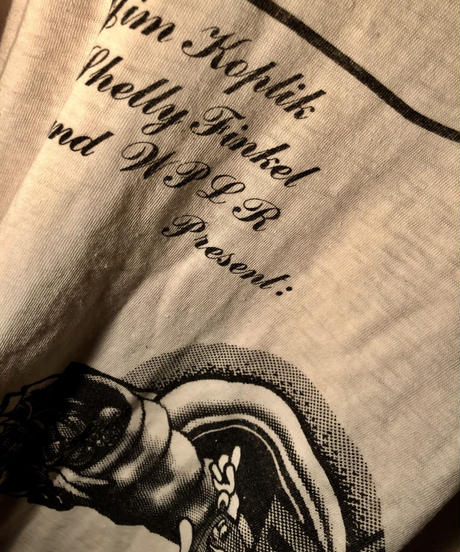 Jim Koplik
Shelly Finkel
and WPLR
Present: